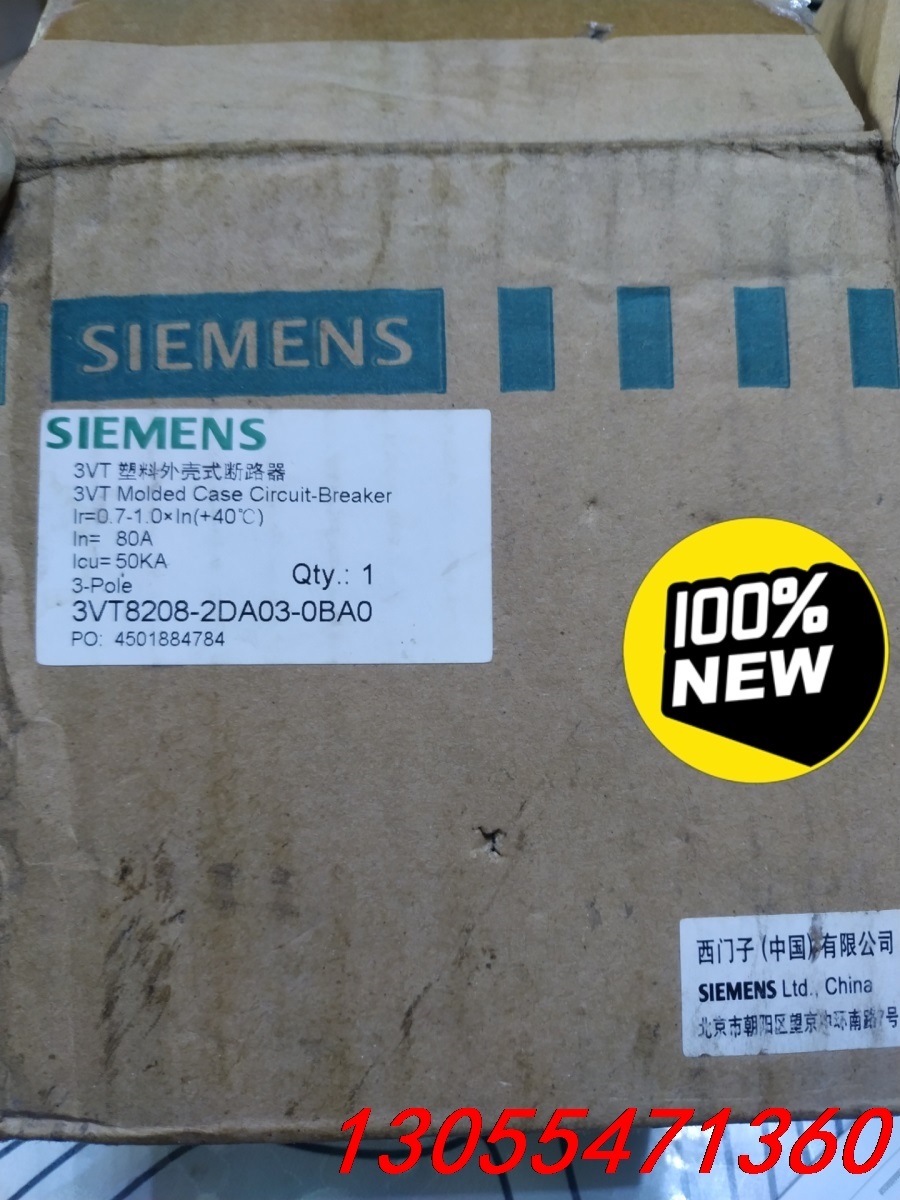 SIEMENS
SIEMENS
3VT 塑料外壳式断路器
3VT Molded Case Circuit-Breaker
Ir=0.7-1.0×In(+40℃)
In= 80A
Icu= 50KA
Qty.: 1
3-Pole
3VT8208-2DA03-0BA0
PO: 4501884784
100%
NEW
西门子(中国)有限公司
SIEMENS Ltd., China
北京市朝阳区望京中环南路7号
13055471360